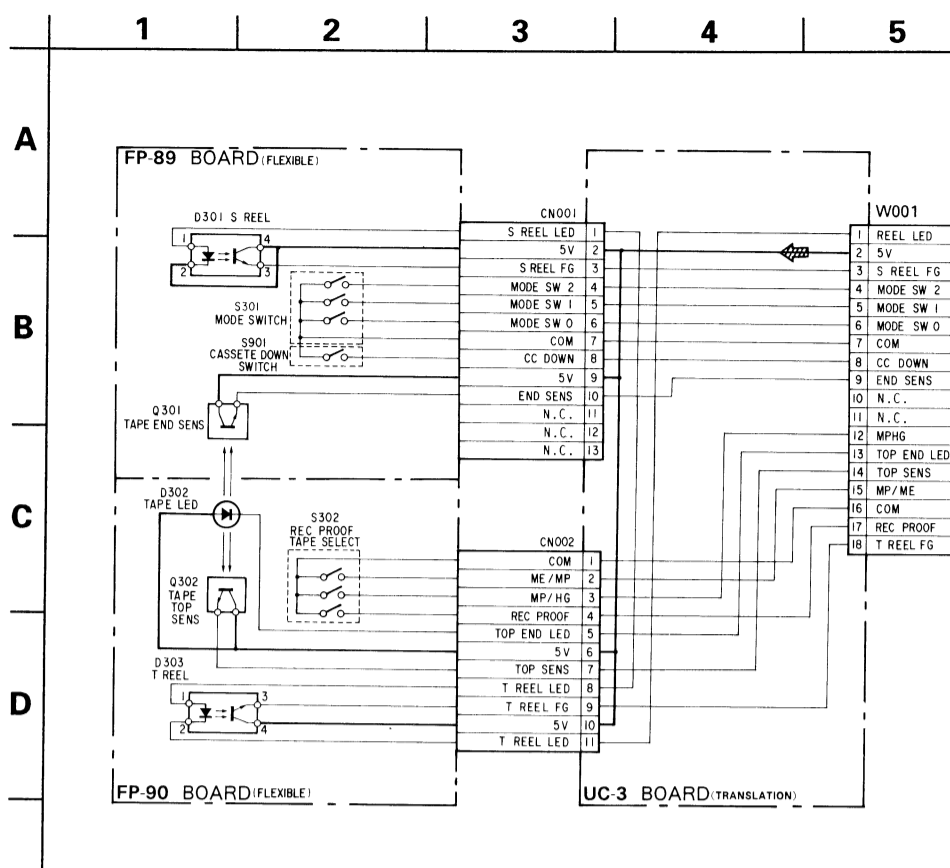 1 2 3 4 5
A
B
C
D
FP-89 BOARD (FLEXIBLE)
D301 S REEL
1
2
4
3
S301
MODE SWITCH
S901
CASSETE DOWN
SWITCH
Q301
TAPE END SENS
D302
TAPE LED
S302
REC PROOF
TAPE SELECT
Q302
TAPE
TOP
SENS
D303
T REEL
1
2
3
4
FP-90 BOARD (FLEXIBLE)
CN001
S REEL LED 1
5V 2
S REEL FG 3
MODE SW 2 4
MODE SW 1 5
MODE SW 0 6
COM 7
CC DOWN 8
5V 9
END SENS 10
N.C. 11
N.C. 12
N.C. 13
CN002
COM 1
ME/MP 2
MP/HG 3
REC PROOF 4
TOP END LED 5
5V 6
TOP SENS 7
T REEL LED 8
T REEL FG 9
5V 10
T REEL LED 11
UC-3 BOARD (TRANSLATION)
W001
1 REEL LED
2 5V
3 S REEL FG
4 MODE SW 2
5 MODE SW 1
6 MODE SW 0
7 COM
8 CC DOWN
9 END SENS
10 N.C.
11 N.C.
12 MPHG
13 TOP END LED
14 TOP SENS
15 MP/ME
16 COM
17 REC PROOF
18 T REEL FG